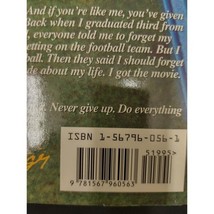 And if you're like me, you've given
Back when I graduated third from
, everyone told me to forget my
etting on the football team. But I
ball. Then they said I should forget
de about my life. I got the movie.
. Never give up. Do everything
ISBN 1-56796-056-1
51995>
9 781567 960563 >